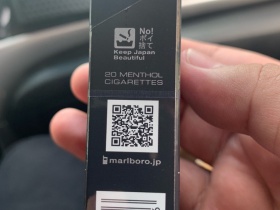 No!
ポイ
捨て
Keep Japan
Beautiful
20 MENTHOL
CIGARETTES
marlboro.jp